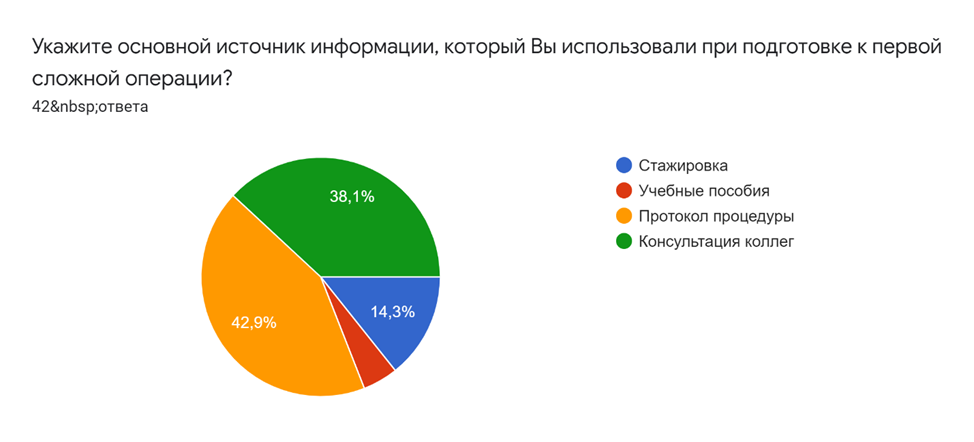 Укажите основной источник информации, который Вы использовали при подготовке к первой
сложной операции?
42&nbsp;ответа
38,1%
14,3%
42,9%
Стажировка
Учебные пособия
Протокол процедуры
Консультация коллег